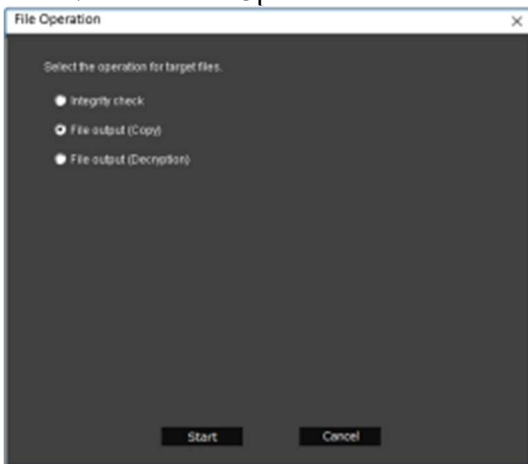 File Operation
Select the operation for target files.
Integrity check
File output (Copy)
File output (Decryption)
Start Cancel